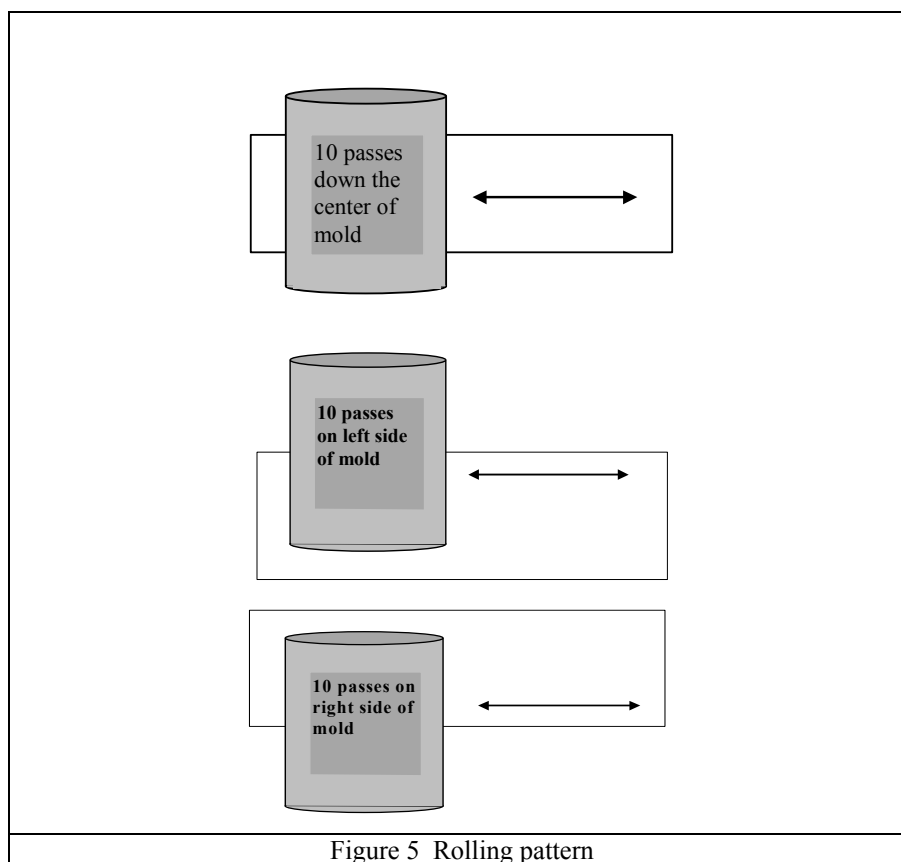 10 passes
down the
center of
mold
10 passes
on left side
of mold
10 passes on
right side of
mold
Figure 5 Rolling pattern